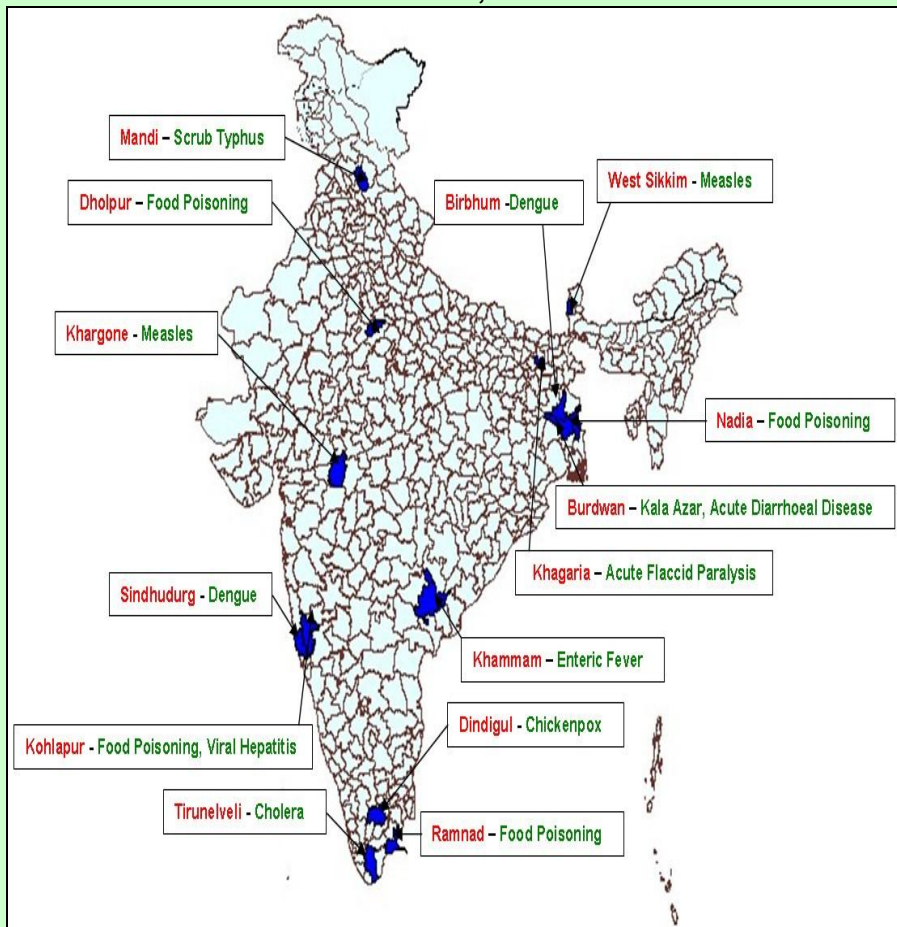 Mandi – Scrub Typhus
West Sikkim - Measles
Dholpur – Food Poisoning
Birbhum -Dengue
Khargone - Measles
Nadia – Food Poisoning
Burdwan – Kala Azar, Acute Diarrhoeal Disease
Khagaria – Acute Flaccid Paralysis
Sindhudurg - Dengue
Khammam – Enteric Fever
Dindigul - Chickenpox
Kohlapur - Food Poisoning, Viral Hepatitis
Tirunelveli - Cholera
Ramnad – Food Poisoning